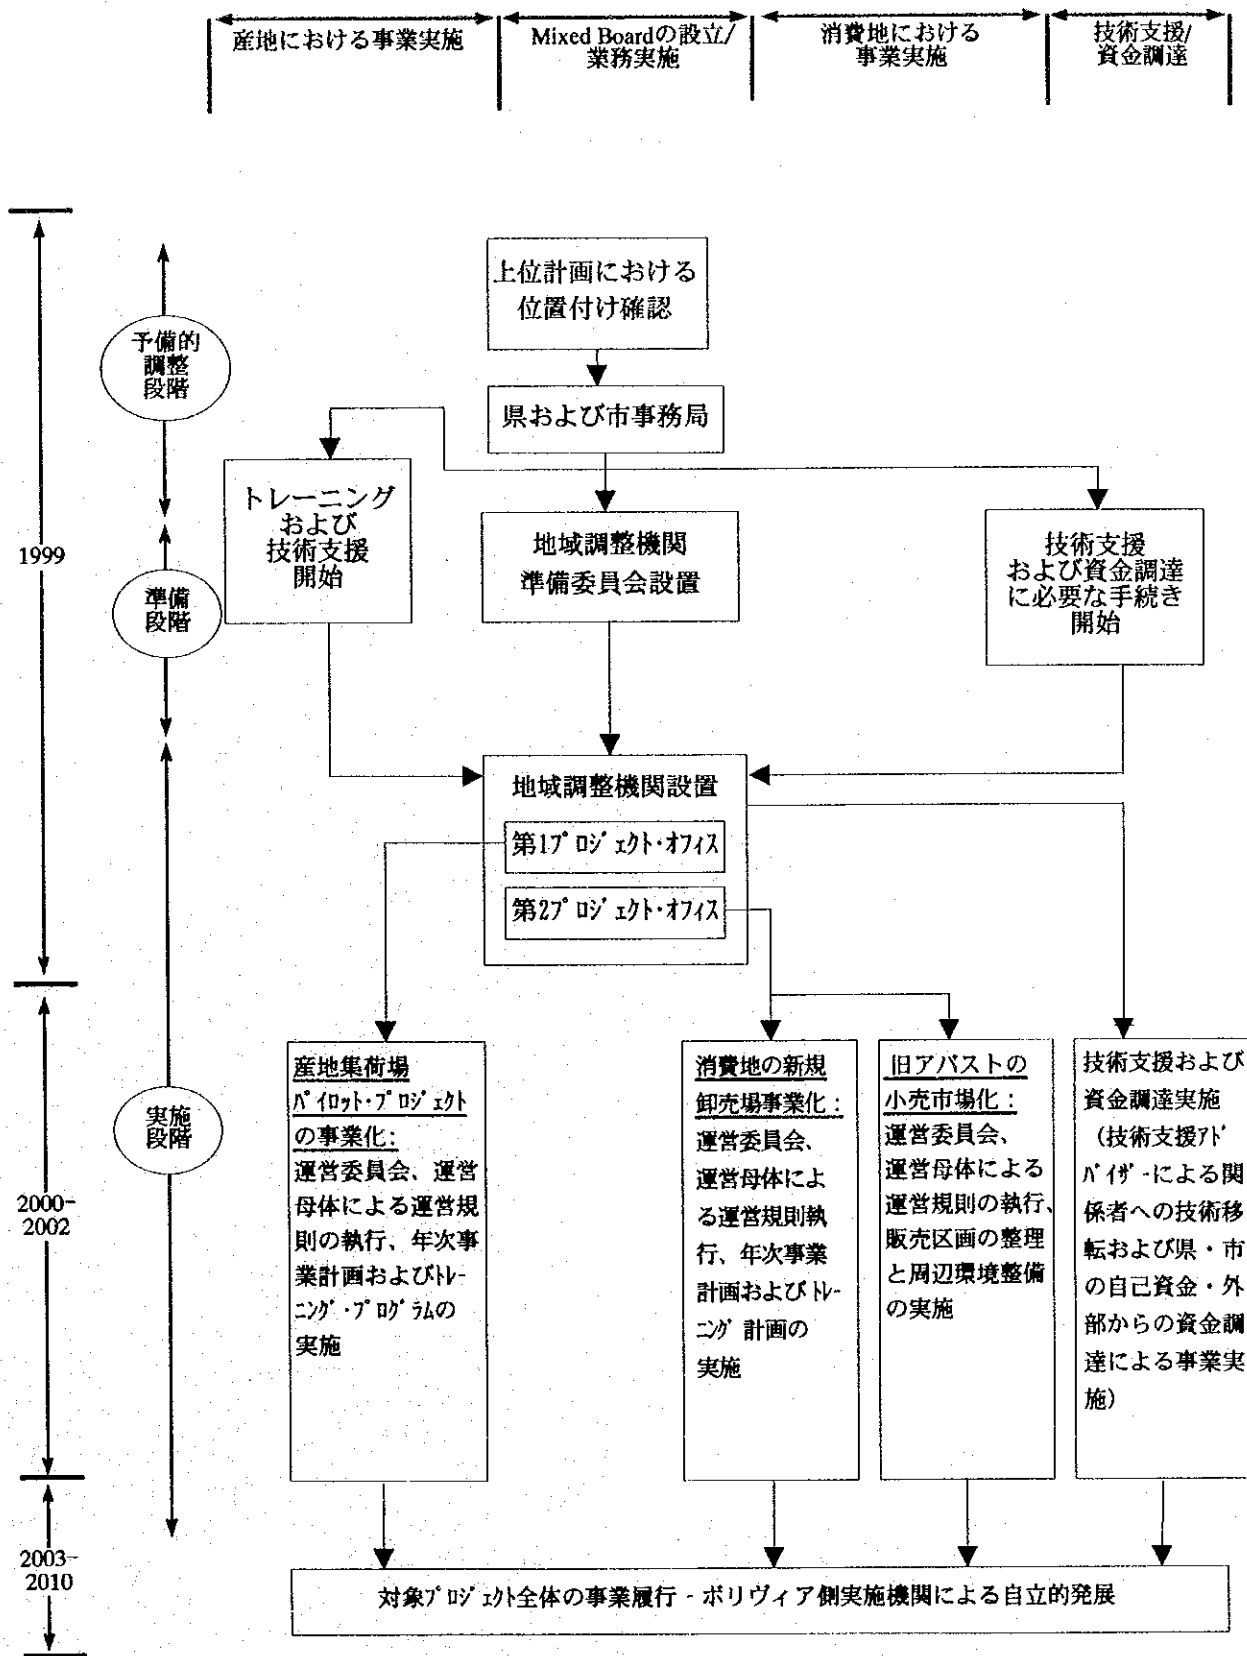 産地における事業実施
Mixed Boardの設立/
業務実施
消費地における
事業実施
技術支援/
資金調達
上位計画における
位置付け確認
予備的
調整
段階
県および市事務局
トレーニング
および
技術支援
開始
地域調整機関
準備委員会設置
技術支援
および資金調達
に必要な手続き
開始
1999
準備
段階
地域調整機関設置
第1ﾌﾟﾛｼﾞｪｸﾄ･ｵﾌｨｽ
第2ﾌﾟﾛｼﾞｪｸﾄ･ｵﾌｨｽ
実施
段階
2000-
2002
産地集荷場
ﾊﾟｲﾛｯﾄ･ﾌﾟﾛｼﾞｪｸﾄ
の事業化：
運営委員会、運営
母体による運営規
則の執行、年次事
業計画およびﾄﾚｰ
ﾆﾝｸﾞ･ﾌﾟﾛｸﾞﾗﾑの
実施
消費地の新規
卸売場事業化：
運営委員会、
運営母体によ
る運営規則執
行、年次事業
計画およびﾄﾚｰ
ﾆﾝｸﾞ計画の
実施
旧アバストの
小売市場化：
運営委員会、
運営母体による
運営規則の執行、
販売区画の整理
と周辺環境整備
の実施
技術支援および
資金調達実施
（技術支援ｱﾄﾞ
ﾊﾞｲｻﾞｰによる関
係者への技術移
転および県・市
の自己資金・外
部からの資金調
達による事業実
施）
2003-
2010
対象ﾌﾟﾛｼﾞｪｸﾄ全体の事業履行 - ボリヴィア側実施機関による自立的発展